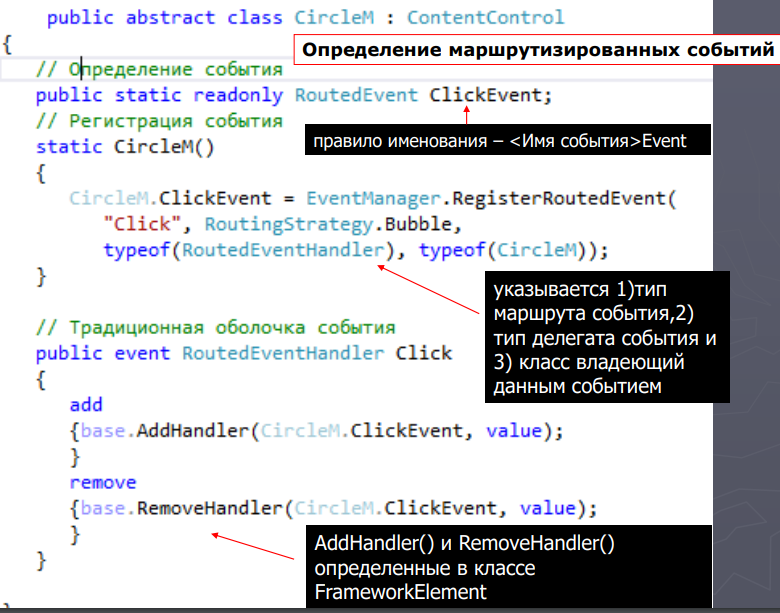 public abstract class CircleM : ContentControl
{
Определение маршрутизированных событий
// Определение события
public static readonly RoutedEvent ClickEvent;
// Регистрация события
правило именования – <Имя события>Event
static CircleM()
{
CircleM.ClickEvent = EventManager.RegisterRoutedEvent(
"Click", RoutingStrategy.Bubble,
typeof(RoutedEventHandler), typeof(CircleM));
}
указывается 1)тип
маршрута события,2)
тип делегата события и
3) класс владеющий
данным событием
// Традиционная оболочка события
public event RoutedEventHandler Click
{
add
{base.AddHandler(CircleM.ClickEvent, value);
}
remove
{base.RemoveHandler(CircleM.ClickEvent, value);
}
}
AddHandler() и RemoveHandler()
определенные в классе
FrameworkElement